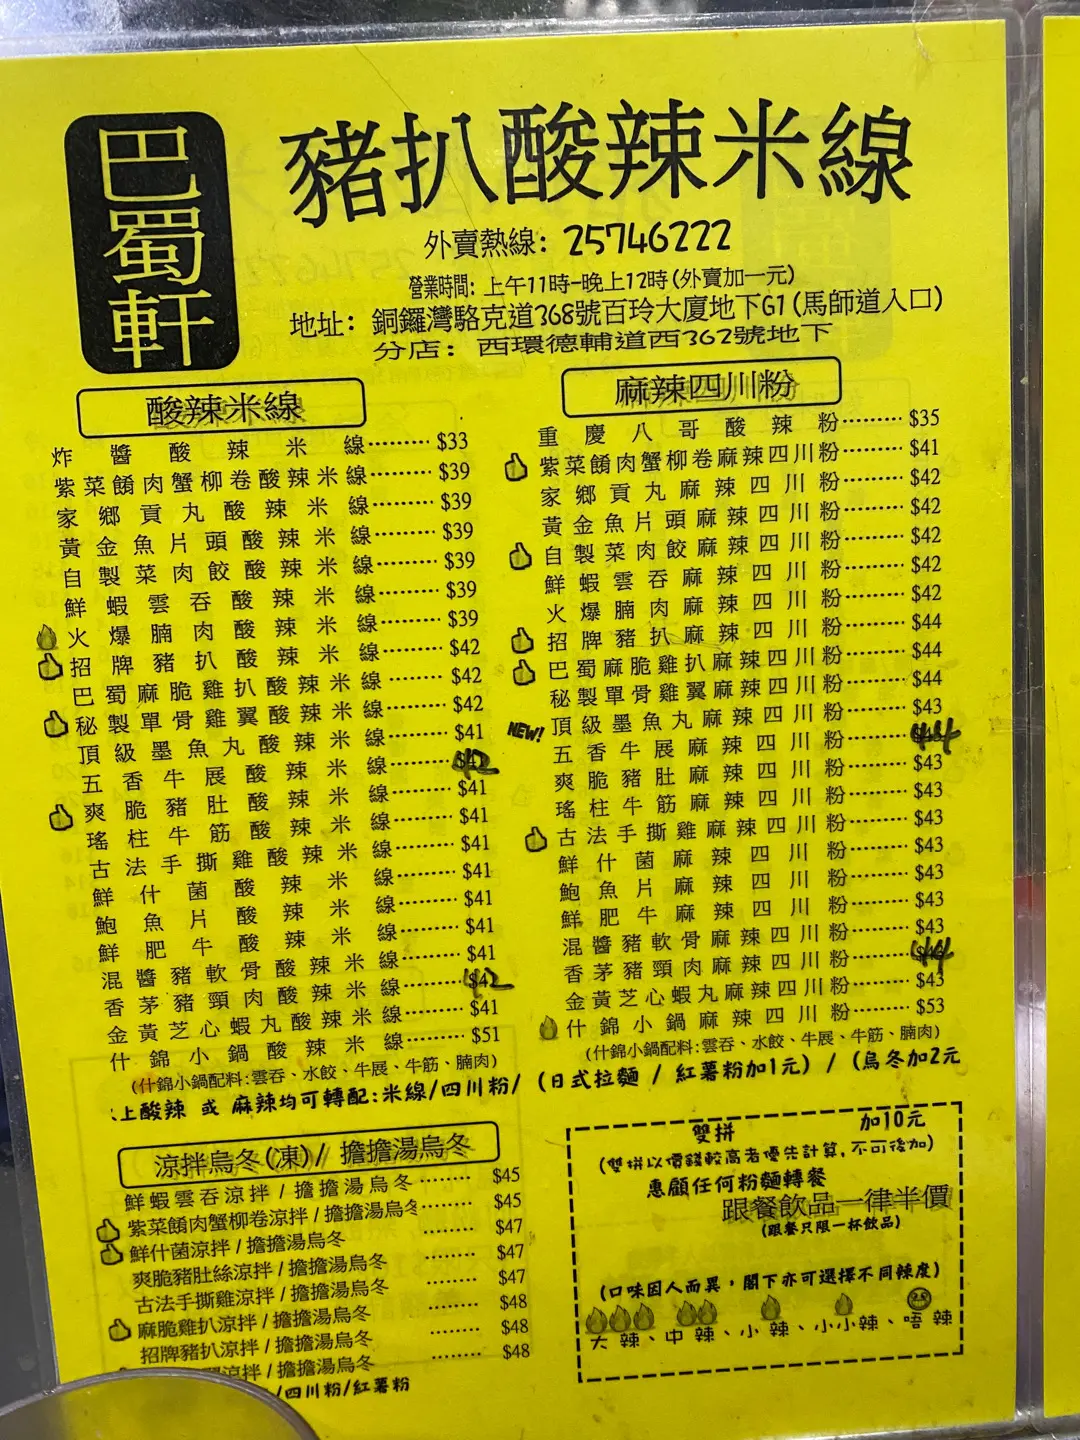 巴蜀軒
豬扒酸辣米線
外賣熱線: 25746222
營業時間: 上午11時-晚上12時(外賣加一元)
地址: 銅鑼灣駱克道368號百玲大廈地下G1(馬師道入口)
分店: 西環德輔道西362號地下
酸辣米線
炸醬酸辣米線 $33
紫菜餚肉蟹柳卷酸辣米線 $39
家鄉貢丸酸辣米線 $39
黃金魚片頭酸辣米線 $39
自製菜肉餃酸辣米線 $39
鮮蝦雲吞酸辣米線 $39
火爆腩肉酸辣米線 $39
招牌豬扒酸辣米線 $42
巴蜀麻脆雞扒酸辣米線 $42
秘製單骨雞翼酸辣米線 $42
頂級墨魚丸酸辣米線 $41
五香牛展酸辣米線 $42
爽脆豬肚酸辣米線 $41
瑤柱牛筋酸辣米線 $41
古法手撕雞酸辣米線 $41
鮮什菌酸辣米線 $41
鮑魚片酸辣米線 $41
鮮肥牛酸辣米線 $41
混醬豬軟骨酸辣米線 $41
香茅豬頸肉酸辣米線 $42
金黃芝心蝦丸酸辣米線 $41
什錦小鍋酸辣米線 $51
(什錦小鍋配料:雲吞、水餃、牛展、牛筋、腩肉)
麻辣四川粉
重慶八哥酸辣粉 $35
紫菜餚肉蟹柳卷麻辣四川粉 $41
家鄉貢丸麻辣四川粉 $42
黃金魚片頭麻辣四川粉 $42
自製菜肉餃麻辣四川粉 $42
鮮蝦雲吞麻辣四川粉 $42
火爆腩肉麻辣四川粉 $42
招牌豬扒麻辣四川粉 $44
巴蜀麻脆雞扒麻辣四川粉 $44
秘製單骨雞翼麻辣四川粉 $44
NEW! 頂級墨魚丸麻辣四川粉 $43
五香牛展麻辣四川粉 $44
爽脆豬肚麻辣四川粉 $43
瑤柱牛筋麻辣四川粉 $43
古法手撕雞麻辣四川粉 $43
鮮什菌麻辣四川粉 $43
鮑魚片麻辣四川粉 $43
鮮肥牛麻辣四川粉 $43
混醬豬軟骨麻辣四川粉 $43
香茅豬頸肉麻辣四川粉 $44
金黃芝心蝦丸麻辣四川粉 $43
什錦小鍋麻辣四川粉 $53
(什錦小鍋配料:雲吞、水餃、牛展、牛筋、腩肉)
上酸辣 或 麻辣均可轉配:米線/四川粉/ (日式拉麵 / 紅薯粉加1元) / (烏冬加2元
涼拌烏冬(凍)/ 擔擔湯烏冬
鮮蝦雲吞涼拌/擔擔湯烏冬 $45
紫菜餚肉蟹柳卷涼拌/擔擔湯烏冬 $45
鮮什菌涼拌/擔擔湯烏冬 $47
爽脆豬肚絲涼拌/擔擔湯烏冬 $47
古法手撕雞涼拌/擔擔湯烏冬 $47
麻脆雞扒涼拌/擔擔湯烏冬 $48
招牌豬扒涼拌/擔擔湯烏冬 $48
涼拌/擔擔湯烏冬 $48
/四川粉/紅薯粉
雙拼 加10元
(雙拼以價錢較高者優先計算,不可後加)
惠顧任何粉麵轉餐
跟餐飲品一律半價
(跟餐只限一杯飲品)
(口味因人而異,閣下亦可選擇不同辣度)
大辣、中辣、小辣、小小辣、唔辣